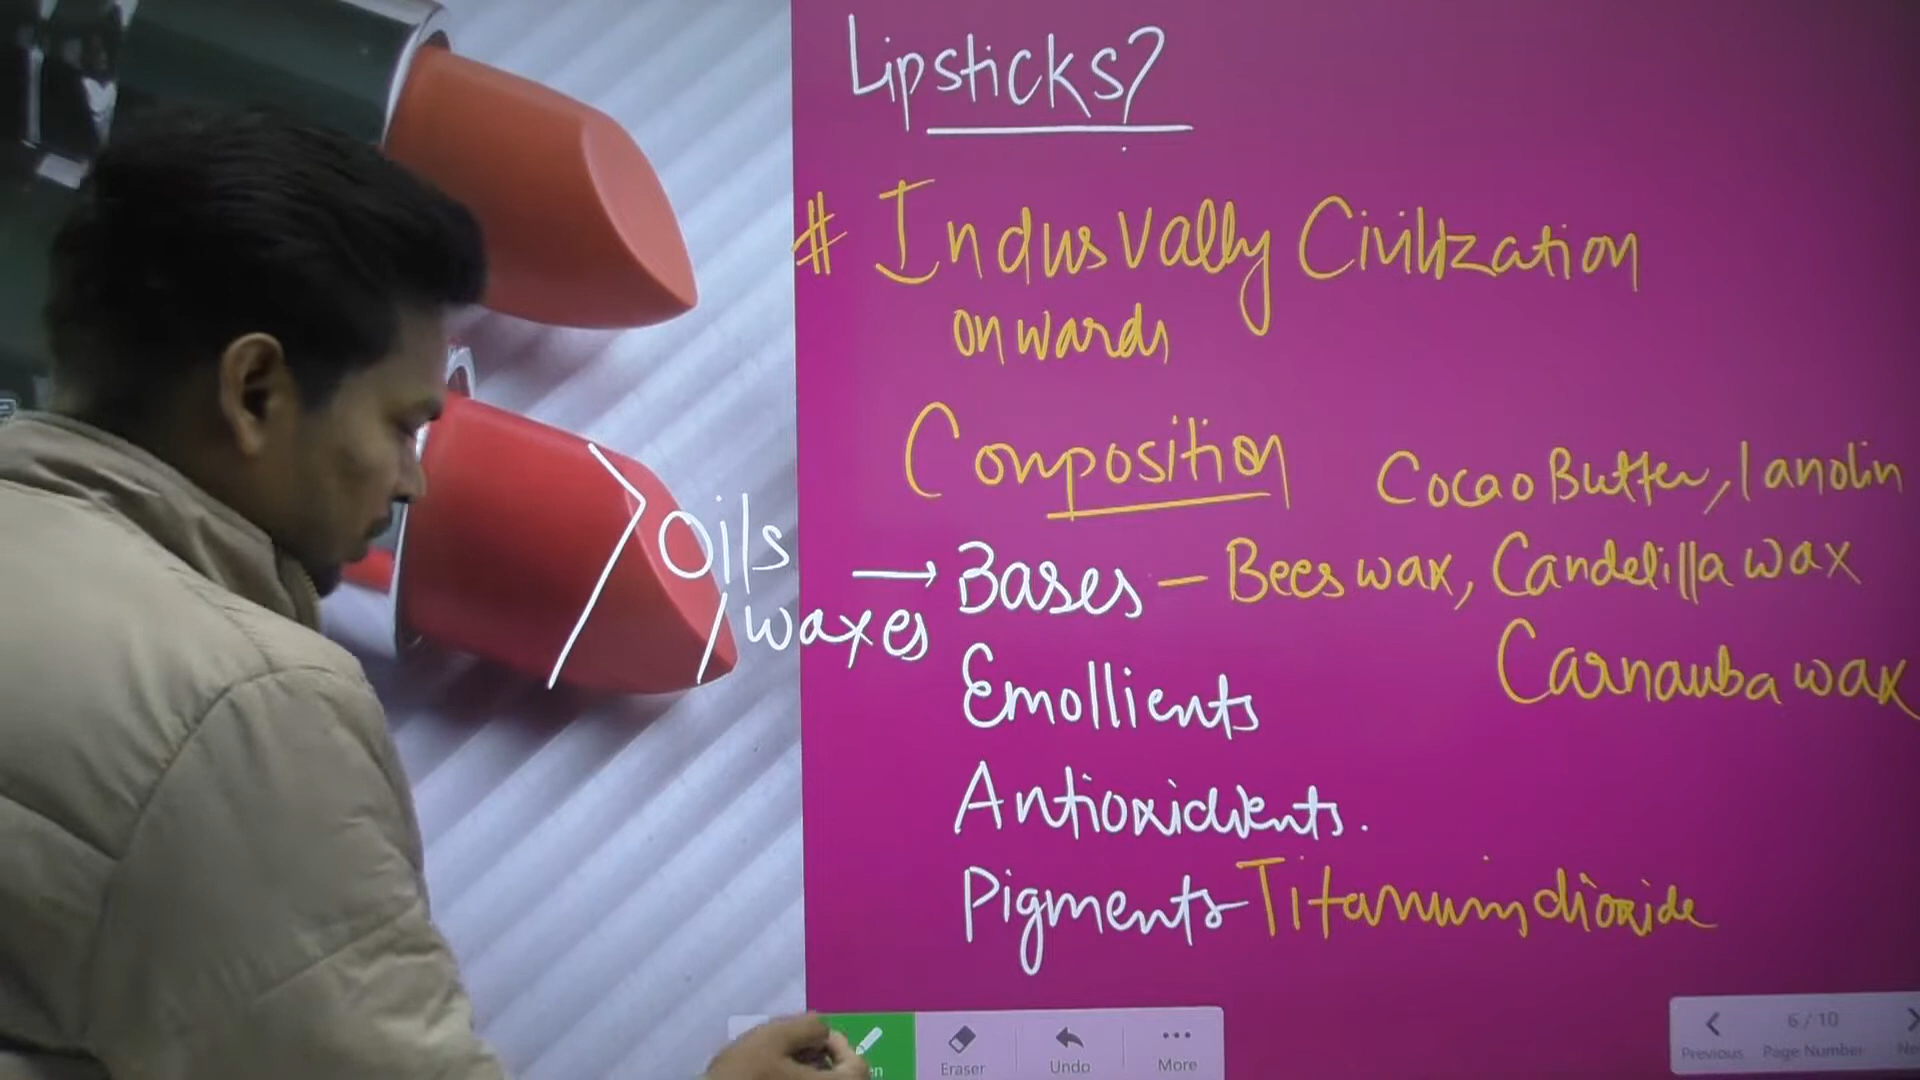 Lipsticks?
# Indus Vally Civilization
onwards
Composition
Cocao Butter, lanolin
Oils
/waxes
→ Bases - Bees wax, Candelilla wax
Carnauba wax
Emollients
Antioxidients.
Pigments Titanium dioxide
Eraser
Undo
More
6/10
Previous Page Number